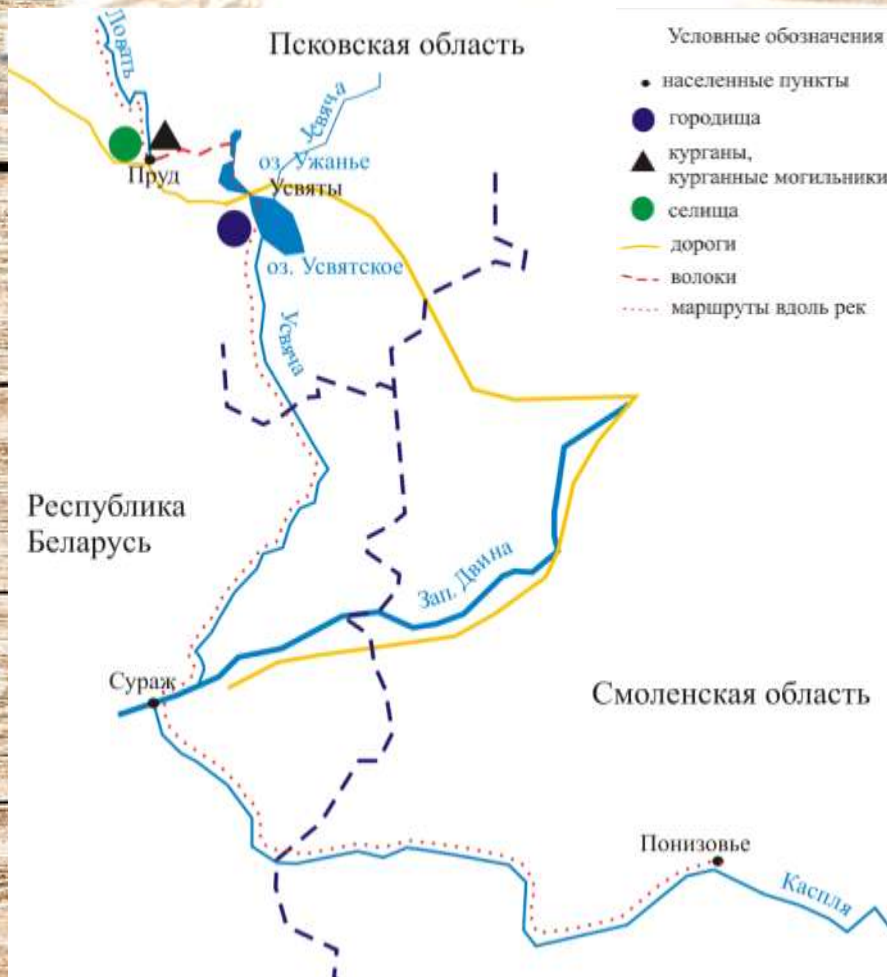 Ловать
Псковская область
Усвяча
оз. Ужанье
Пруд
Усвяты
оз. Усвятское
Усвяча
Республика
Беларусь
Зап. Двина
Сураж
Смоленская область
Понизовье
Каспля
Условные обозначения
населенные пункты
городища
курганы,
курганные могильники
селища
дороги
волоки
маршруты вдоль рек